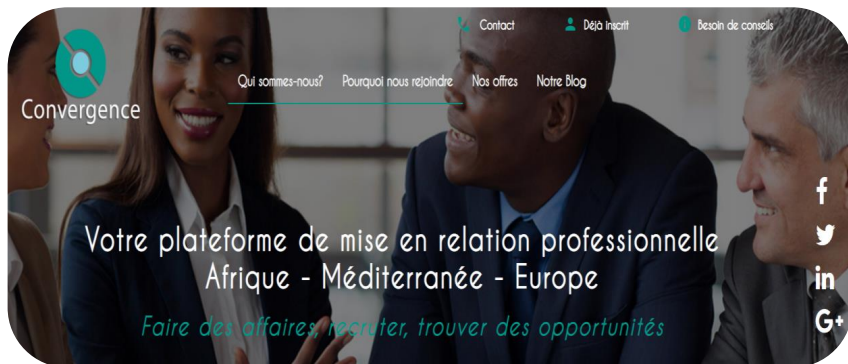 Contact Déjà inscrit Besoin de conseils
Convergence
Qui sommes-nous? Pourquoi nous rejoindre Nos offres Notre Blog
Votre plateforme de mise en relation professionnelle
Afrique - Méditerranée - Europe
Faire des affaires, recruter, trouver des opportunités
f
in
G+